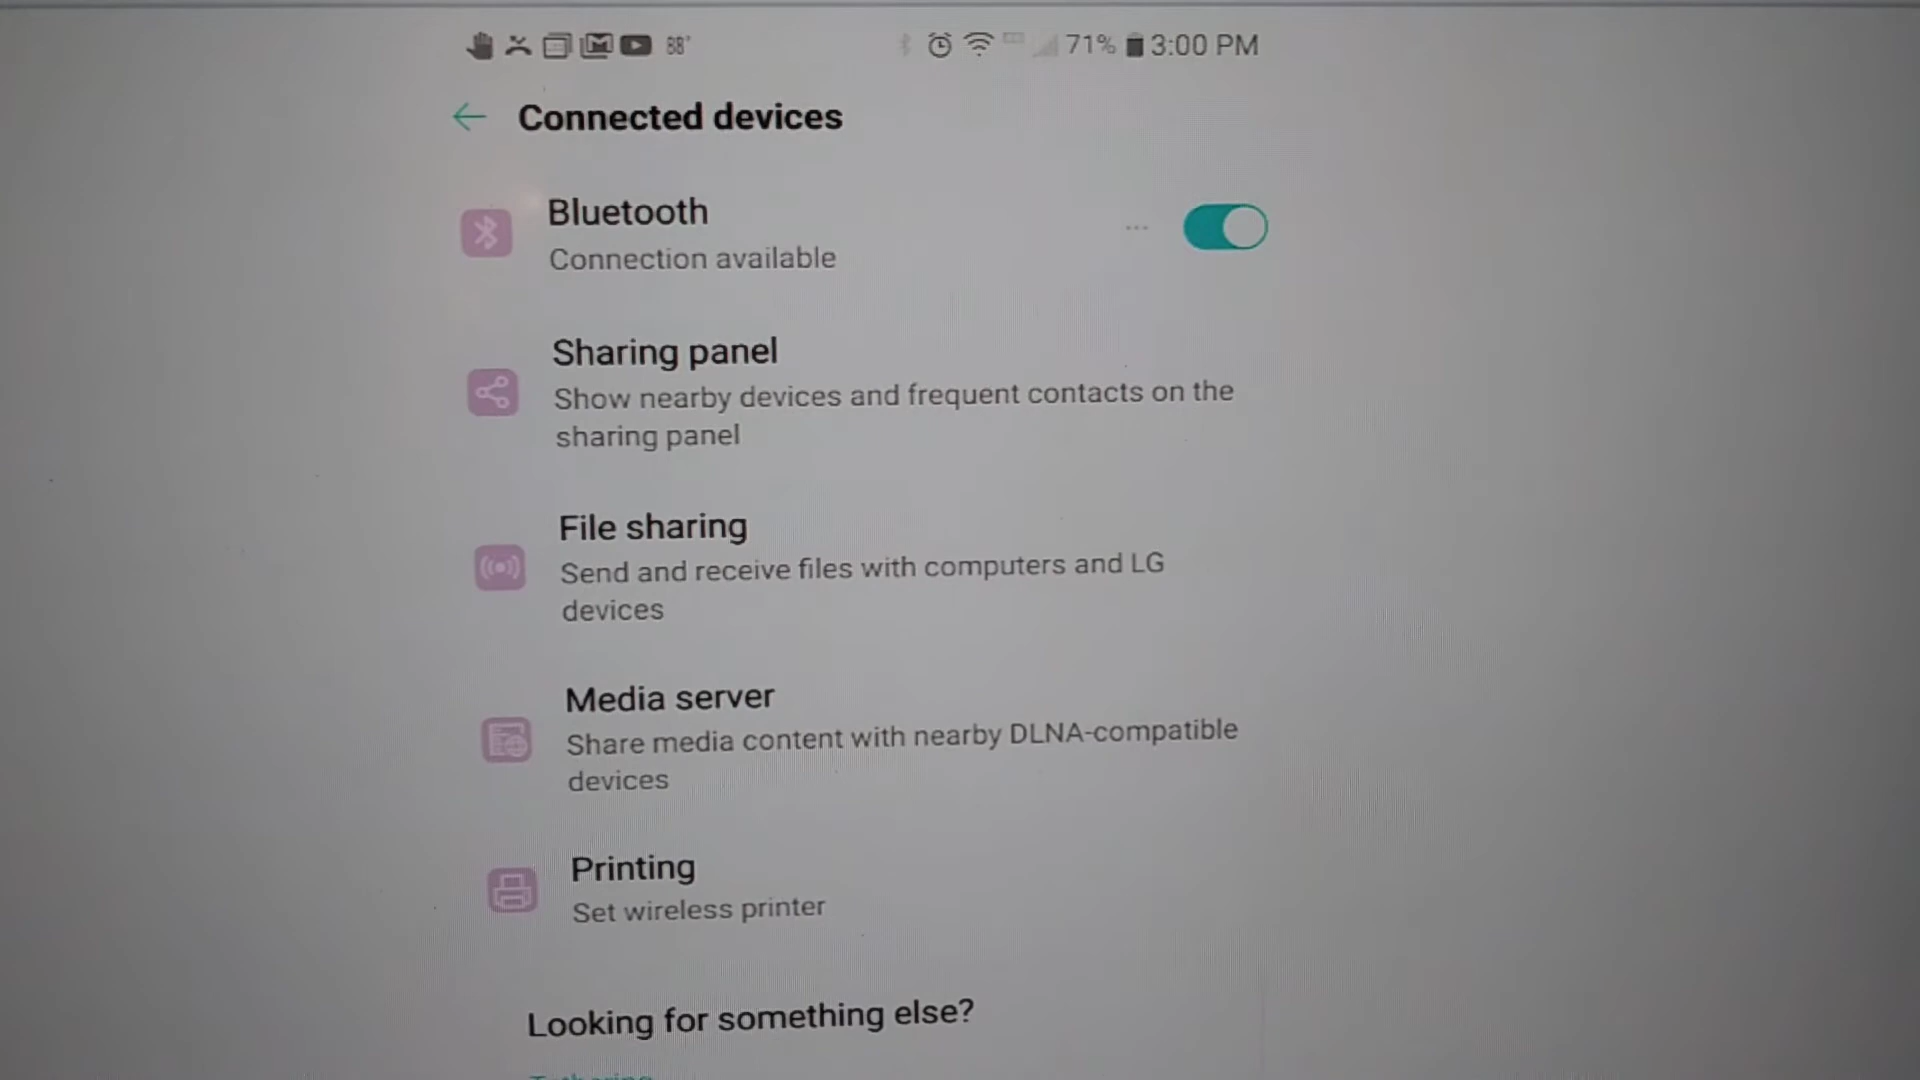 88°
71% 3:00 PM
Connected devices
Bluetooth
Connection available
Sharing panel
Show nearby devices and frequent contacts on the
sharing panel
File sharing
Send and receive files with computers and LG
devices
Media server
Share media content with nearby DLNA-compatible
devices
Printing
Set wireless printer
Looking for something else?